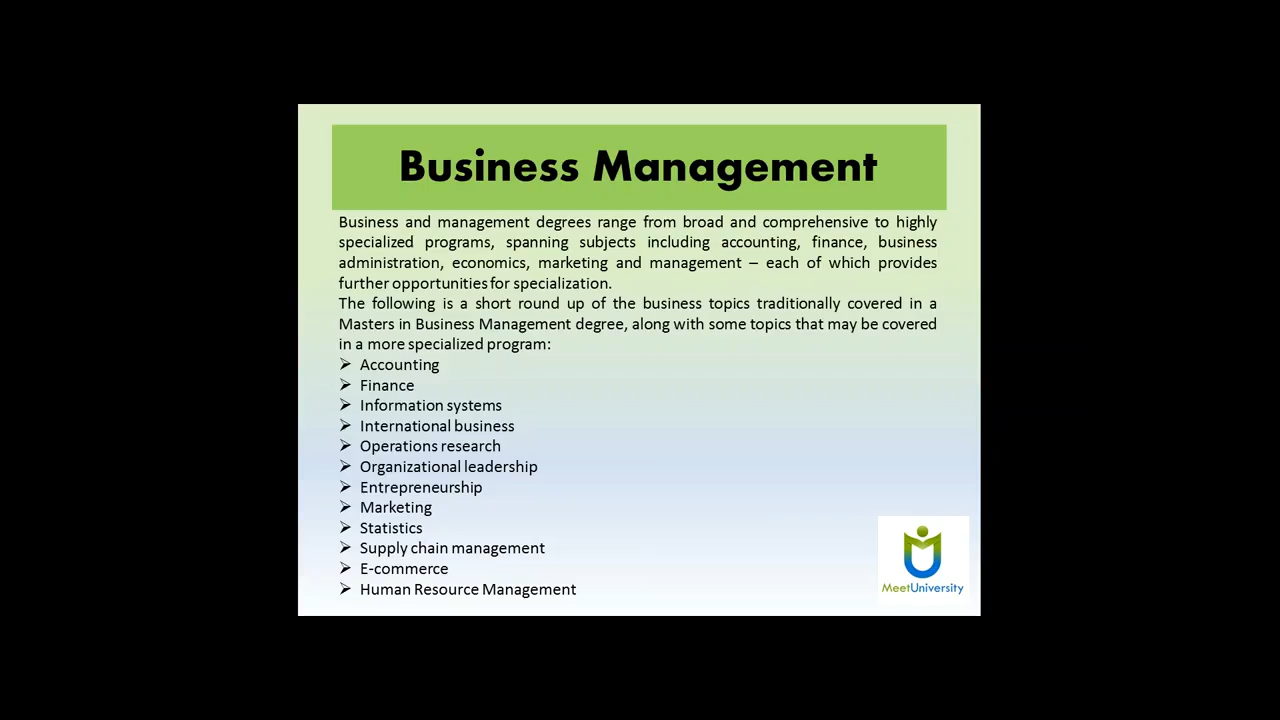 Business Management
Business and management degrees range from broad and comprehensive to highly
specialized programs, spanning subjects including accounting, finance, business
administration, economics, marketing and management – each of which provides
further opportunities for specialization.
The following is a short round up of the business topics traditionally covered in a
Masters in Business Management degree, along with some topics that may be covered
in a more specialized program:
➢ Accounting
➢ Finance
➢ Information systems
➢ International business
➢ Operations research
➢ Organizational leadership
➢ Entrepreneurship
➢ Marketing
➢ Statistics
➢ Supply chain management
➢ E-commerce
➢ Human Resource Management
MeetUniversity